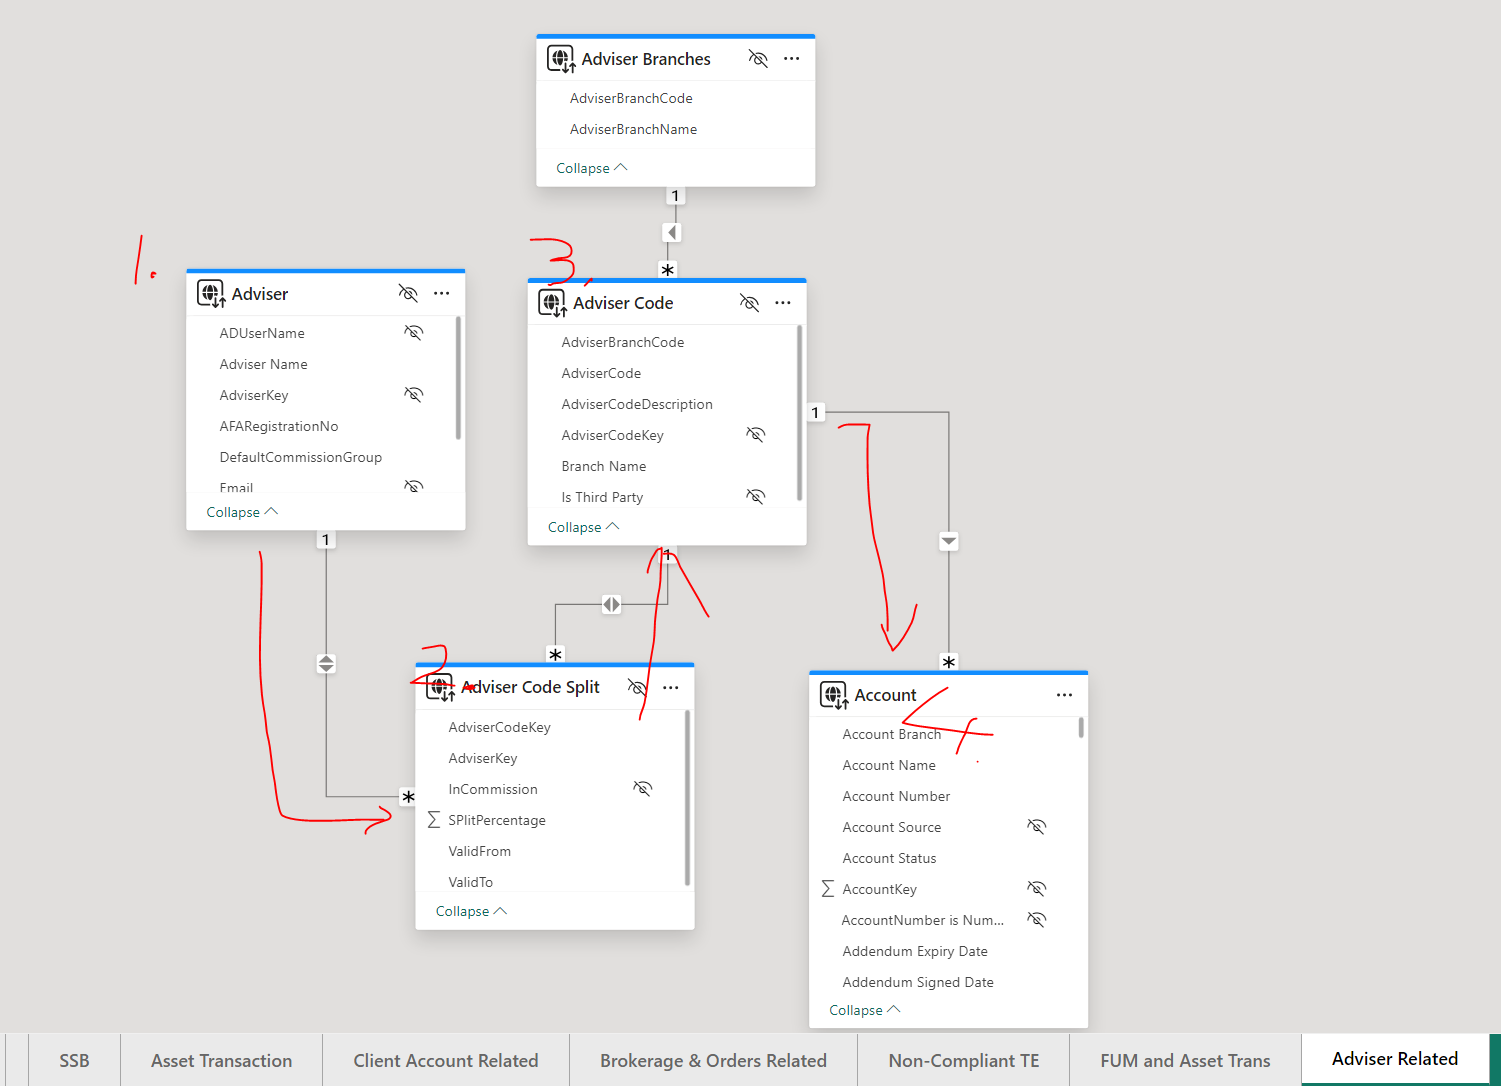 Adviser Branches
AdviserBranchCode
AdviserBranchName
Collapse
1
*
1.
Adviser
ADUserName
Adviser Name
AdviserKey
AFARegistrationNo
DefaultCommissionGroup
Email
Collapse
1
*
3.
Adviser Code
AdviserBranchCode
AdviserCode
AdviserCodeDescription
AdviserCodeKey
Branch Name
Is Third Party
Collapse
1
1
*
*
2.
Adviser Code Split
AdviserCodeKey
AdviserKey
InCommission
SPlitPercentage
ValidFrom
ValidTo
Collapse
4
Account
Account Branch
Account Name
Account Number
Account Source
Account Status
AccountKey
AccountNumber is Num...
Addendum Expiry Date
Addendum Signed Date
Collapse
SSB
Asset Transaction
Client Account Related
Brokerage & Orders Related
Non-Compliant TE
FUM and Asset Trans
Adviser Related